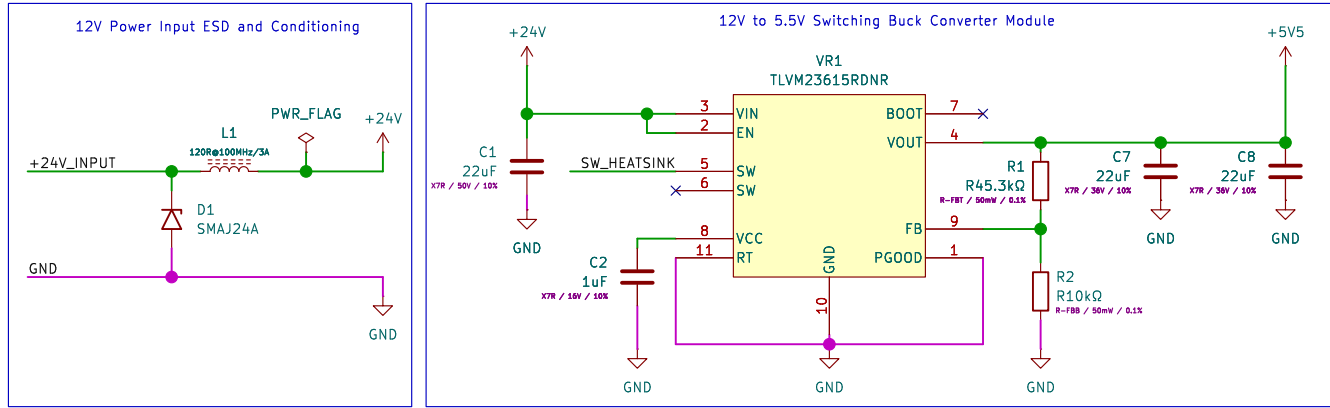 12V Power Input ESD and Conditioning
PWR_FLAG
+24V
L1
120R@100MHz/3A
+24V_INPUT
D1
SMAJ24A
GND
GND
12V to 5.5V Switching Buck Converter Module
+24V
+5V5
VR1
TLVM23615RDNR
3 VIN
2 EN
5 SW
6 SW
8 VCC
11 RT
BOOT 7
VOUT 4
FB 9
PGOOD 1
GND
10
SW_HEATSINK
C1
22uF
X7R / 50V / 10%
GND
C2
1uF
X7R / 16V / 10%
GND
GND
R1
R45.3kΩ
R-FBT / 50mW / 0.1%
R2
R10kΩ
R-FBB / 50mW / 0.1%
GND
C7
22uF
X7R / 36V / 10%
GND
C8
22uF
X7R / 36V / 10%
GND